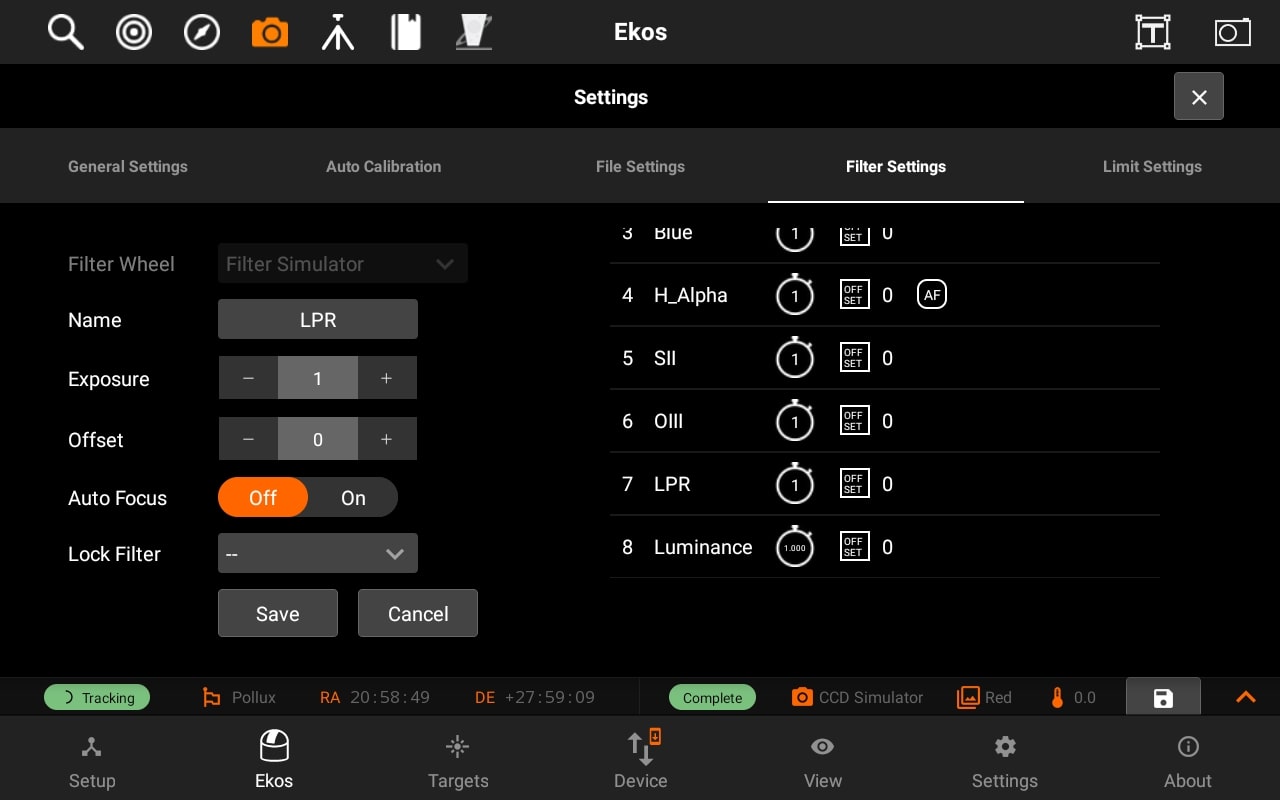 Ekos
Settings
General Settings
Auto Calibration
File Settings
Filter Settings
Limit Settings
Filter Wheel
Filter Simulator
Name
LPR
Exposure
− 1 +
Offset
− 0 +
Auto Focus
Off
On
Lock Filter
--
Save
Cancel
3 Blue 1 OFF SET 0
4 H_Alpha 1 OFF SET 0 AF
5 SII 1 OFF SET 0
6 OIII 1 OFF SET 0
7 LPR 1 OFF SET 0
8 Luminance 1.000 OFF SET 0
Tracking
Pollux
RA 20:58:49
DE +27:59:09
Complete
CCD Simulator
Red
0.0
Setup
Ekos
Targets
Device
View
Settings
About